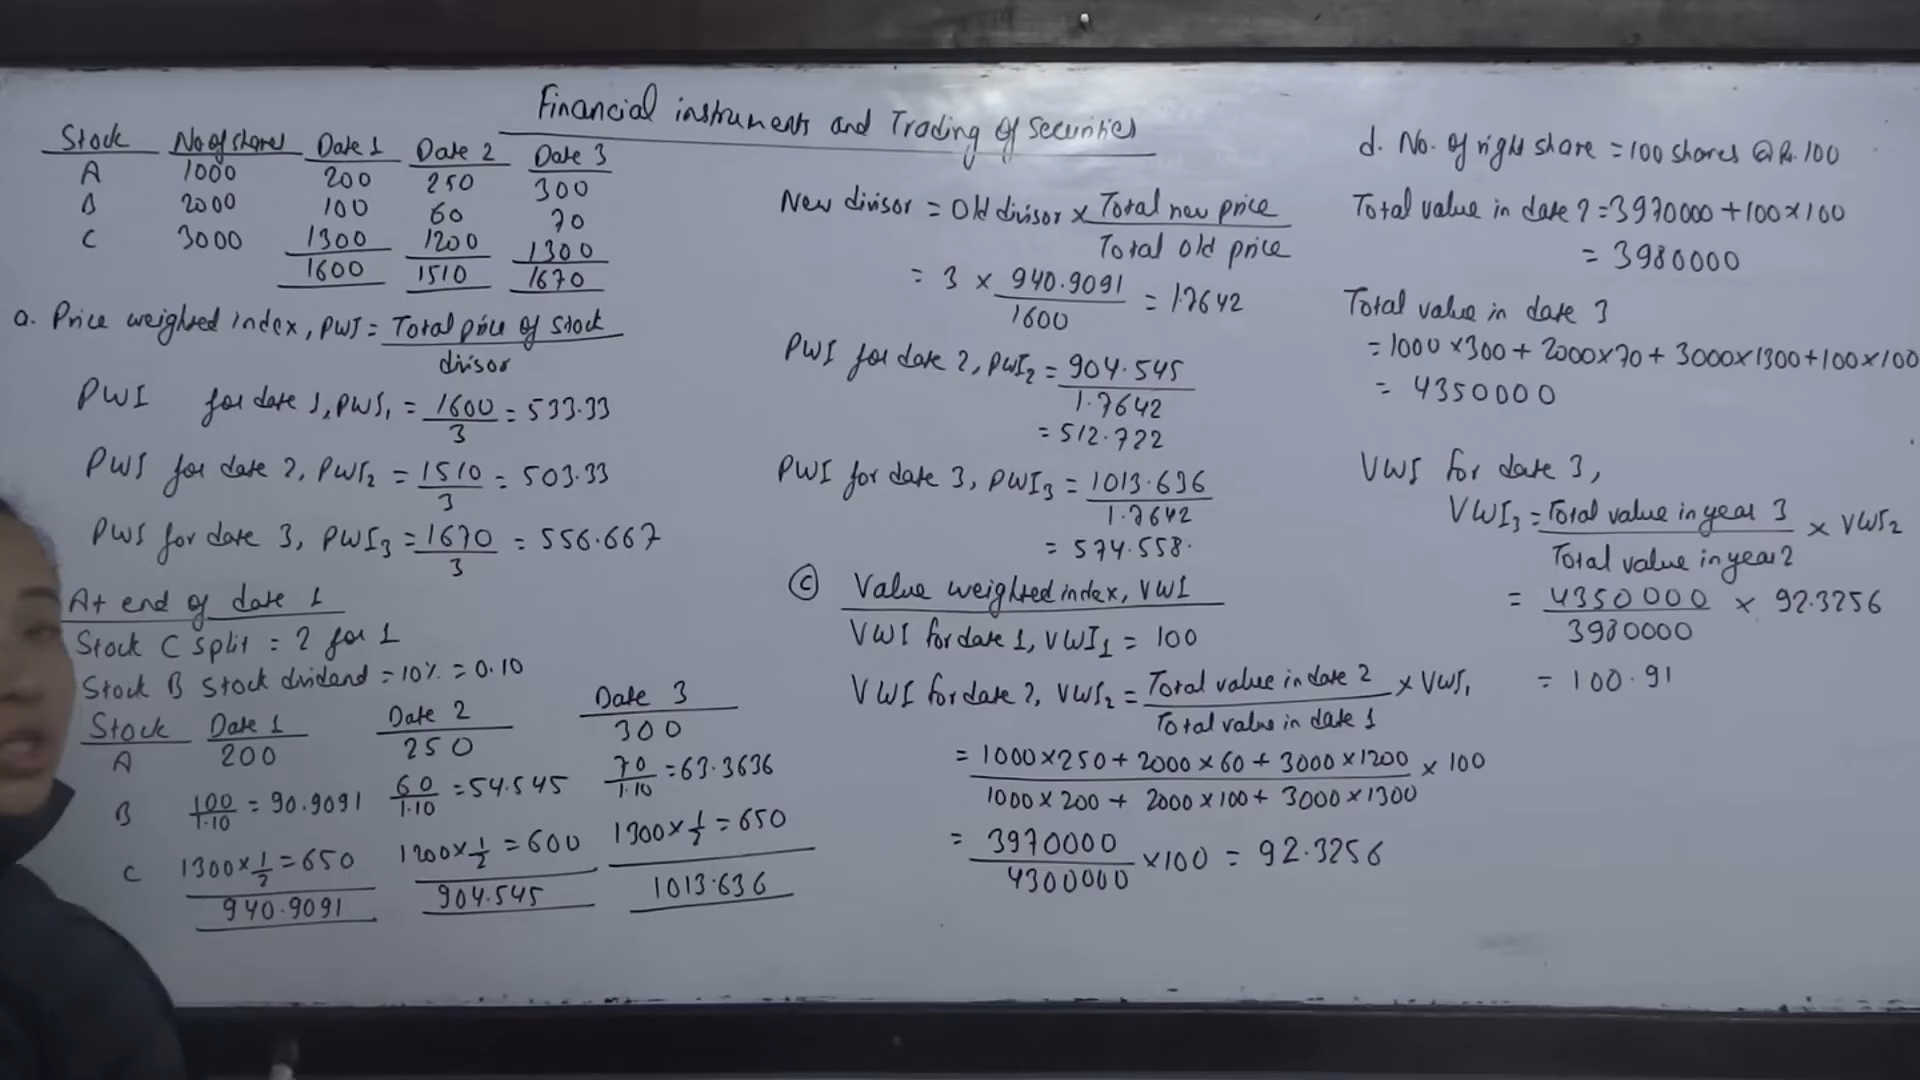 Financial instruments and Trading of Securities
Stock No of shares Date 1 Date 2 Date 3
A 1000 200 250 300
B 2000 100 60 70
C 3000 1300 1200 1300
1600 1510 1670
a. Price weighted index, PWI = Total price of stock / divisor
PWI for date 1, PWI₁ = 1600/3 = 533.33
PWI for date 2, PWI₂ = 1510/3 = 503.33
PWI for date 3, PWI₃ = 1670/3 = 556.667
At end of date 1
Stock C split = 2 for 1
Stock B Stock dividend = 10% = 0.10
Stock Date 1 Date 2 Date 3
A 200 250 300
B 100/1.10 = 90.9091 60/1.10 = 54.545 70/1.10 = 63.3636
C 1300 × 1/2 = 650 1200 × 1/2 = 600 1300 × 1/2 = 650
940.9091 904.545 1013.636
New divisor = Old divisor × Total new price / Total old price
= 3 × 940.9091/1600 = 1.7642
PWI for date 2, PWI₂ = 904.545/1.7642
= 512.722
PWI for date 3, PWI₃ = 1013.636/1.7642
= 574.558.
(c) Value weighted index, VWI
VWI for date 1, VWI₁ = 100
VWI for date 2, VWI₂ = Total value in date 2 / Total value in date 1 × VWI₁
= 1000×250 + 2000×60 + 3000×1200 / 1000×200 + 2000×100 + 3000×1300 × 100
= 3970000/4300000 × 100 = 92.3256
d. No. of right share = 100 shares @ Rs. 100
Total value in date 2 = 3970000 + 100×100
= 3980000
Total value in date 3
= 1000×300 + 2000×70 + 3000×1300 + 100×100
= 4350000
VWI for date 3,
VWI₃ = Total value in year 3 / Total value in year 2 × VWI₂
= 4350000/3980000 × 92.3256
= 100.91